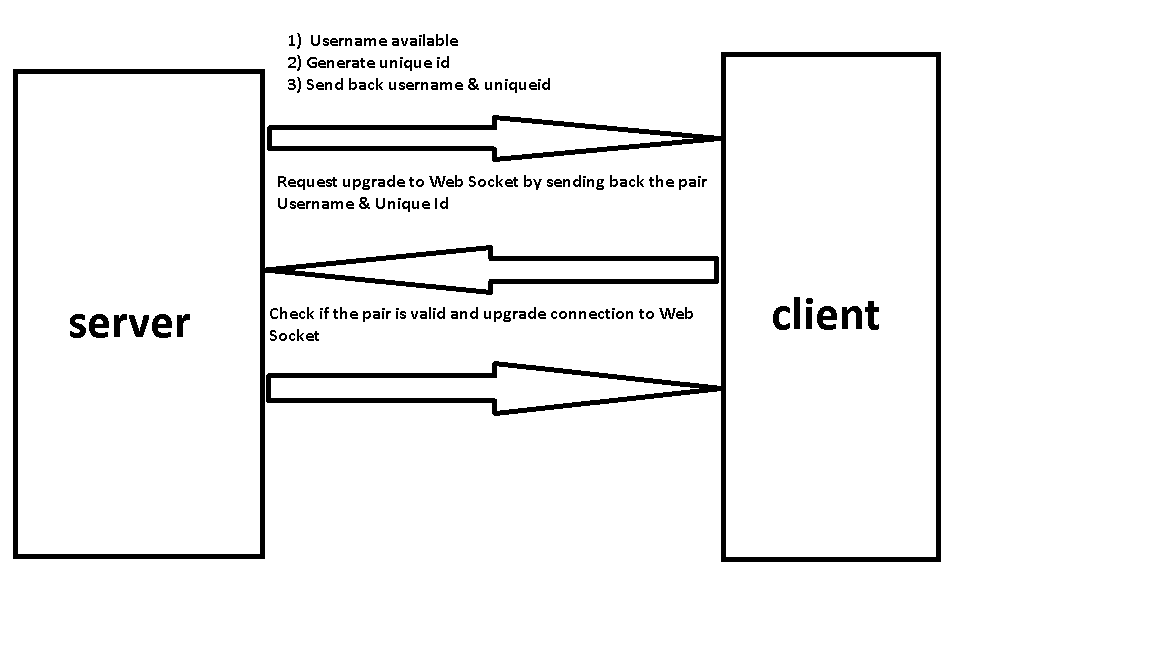 1) Username available
2) Generate unique id
3) Send back username & uniqueid
Request upgrade to Web Socket by sending back the pair
Username & Unique Id
server
client
Check if the pair is valid and upgrade connection to Web
Socket